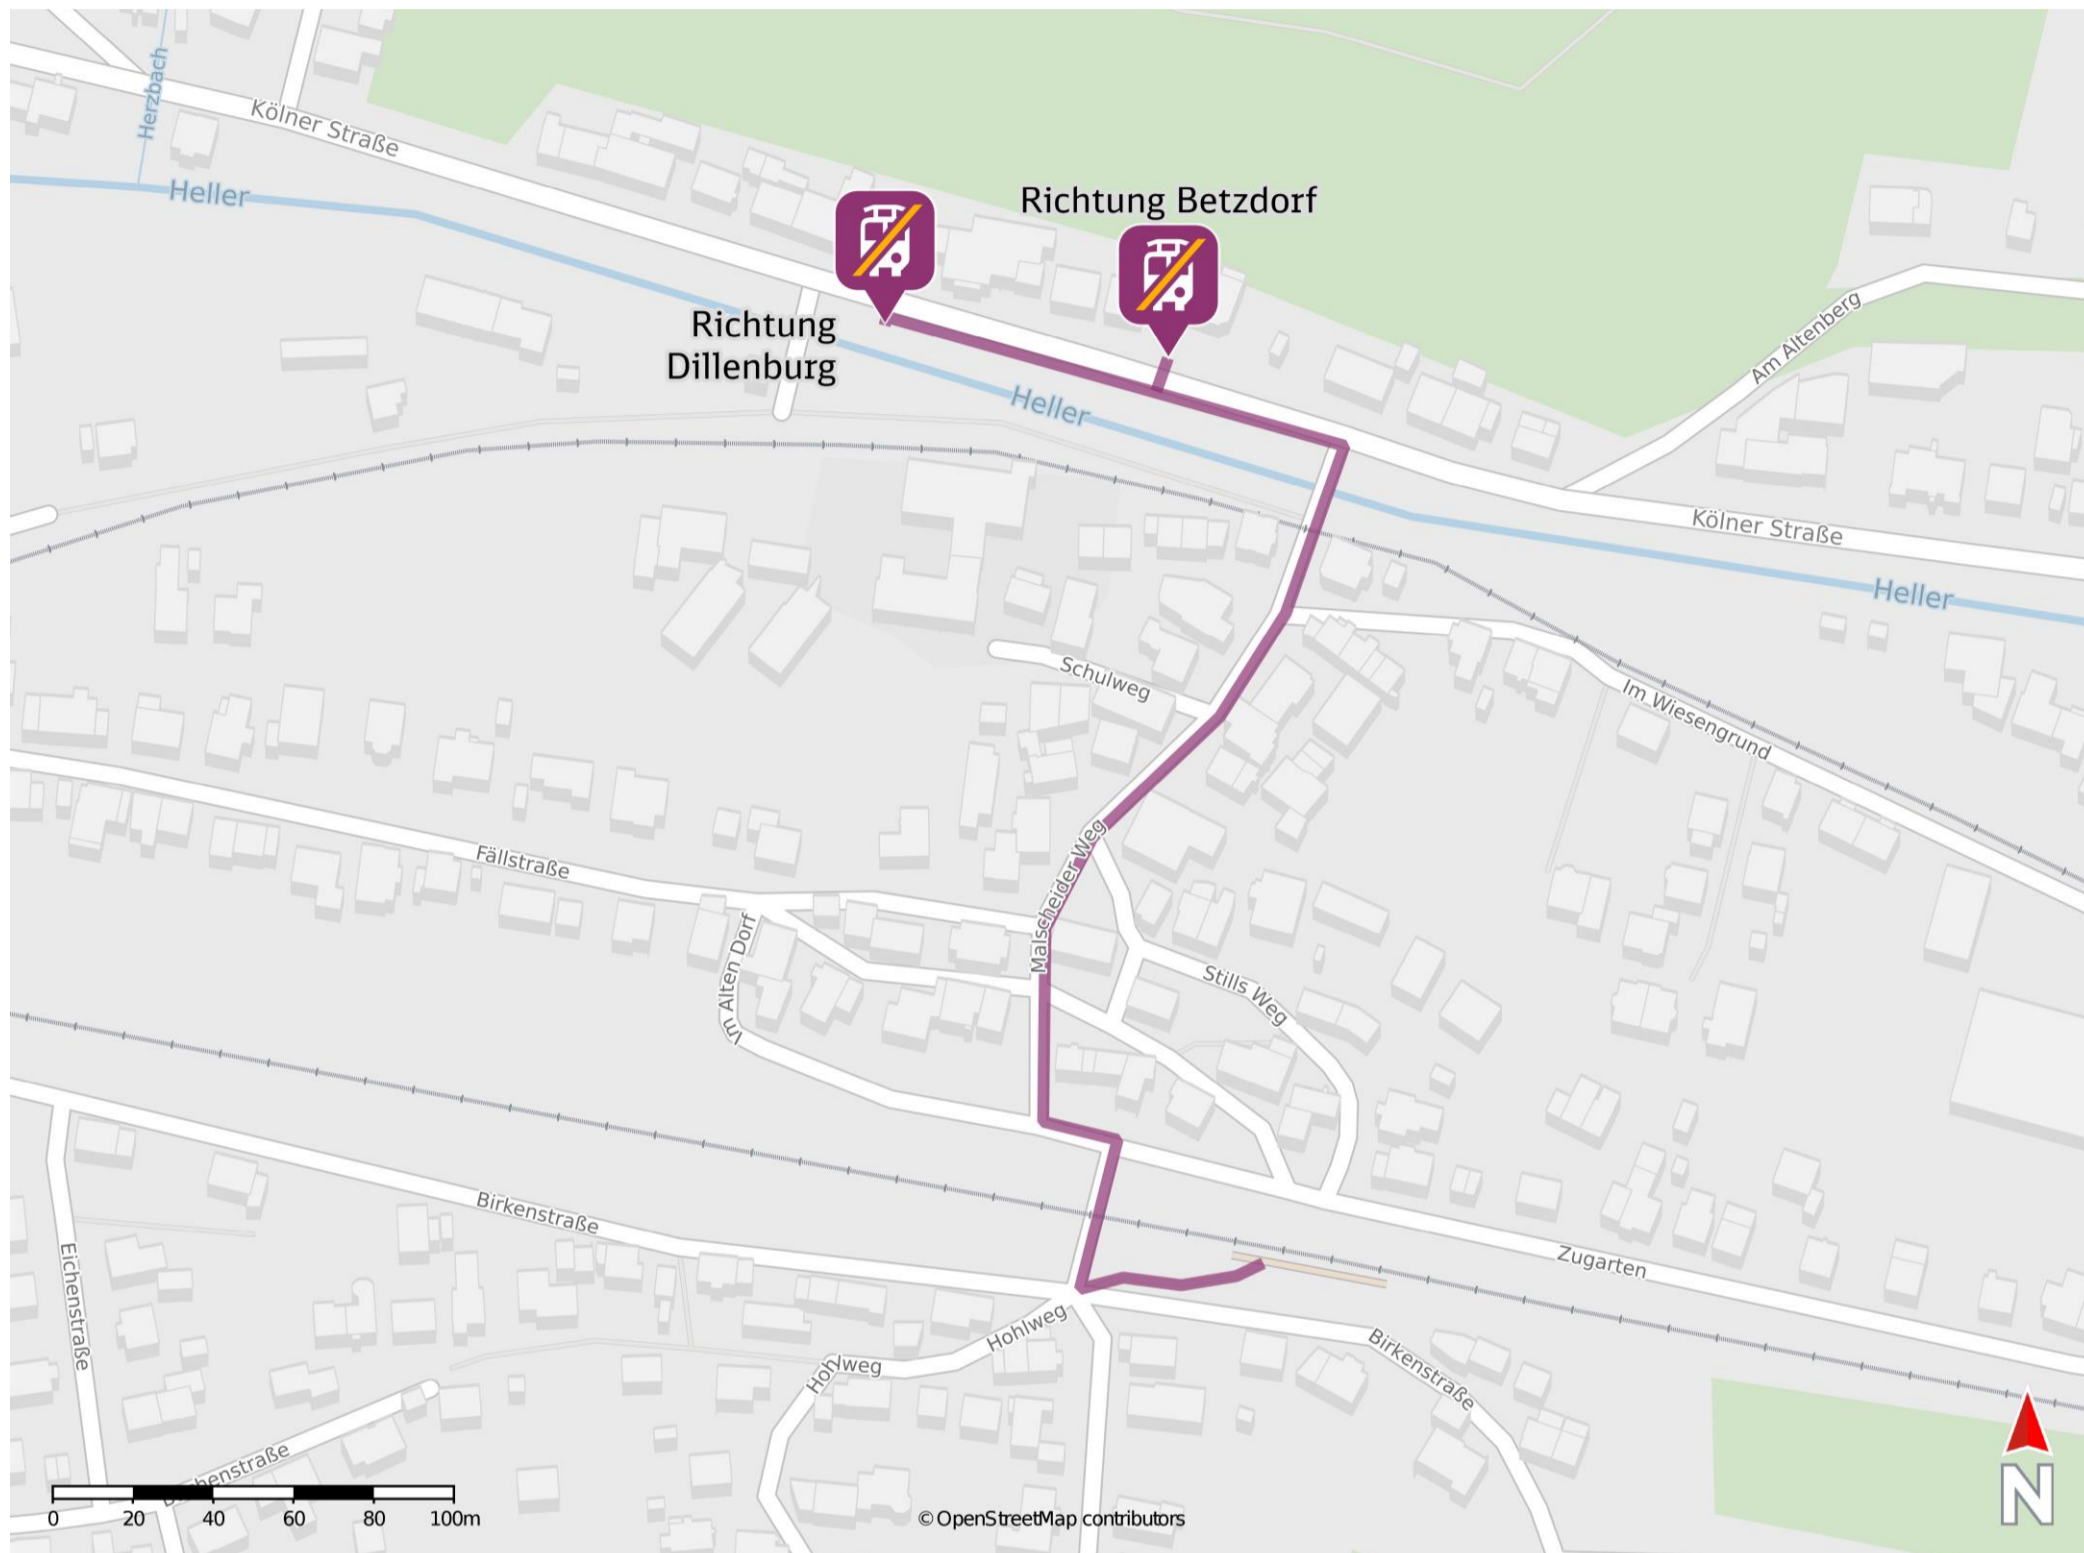 Herzbach
Kölner Straße
Heller
Richtung Betzdorf
Richtung
Dillenburg
Am Altenberg
Heller
Kölner Straße
Heller
Schulweg
Im Wiesengrund
Malscheider Weg
Fällstraße
Im Alten Dorf
Stills Weg
Birkenstraße
Zugarten
Eichenstraße
Hohlweg
Hohlweg
Birkenstraße
0 20 40 60 80 100m
© OpenStreetMap contributors
N